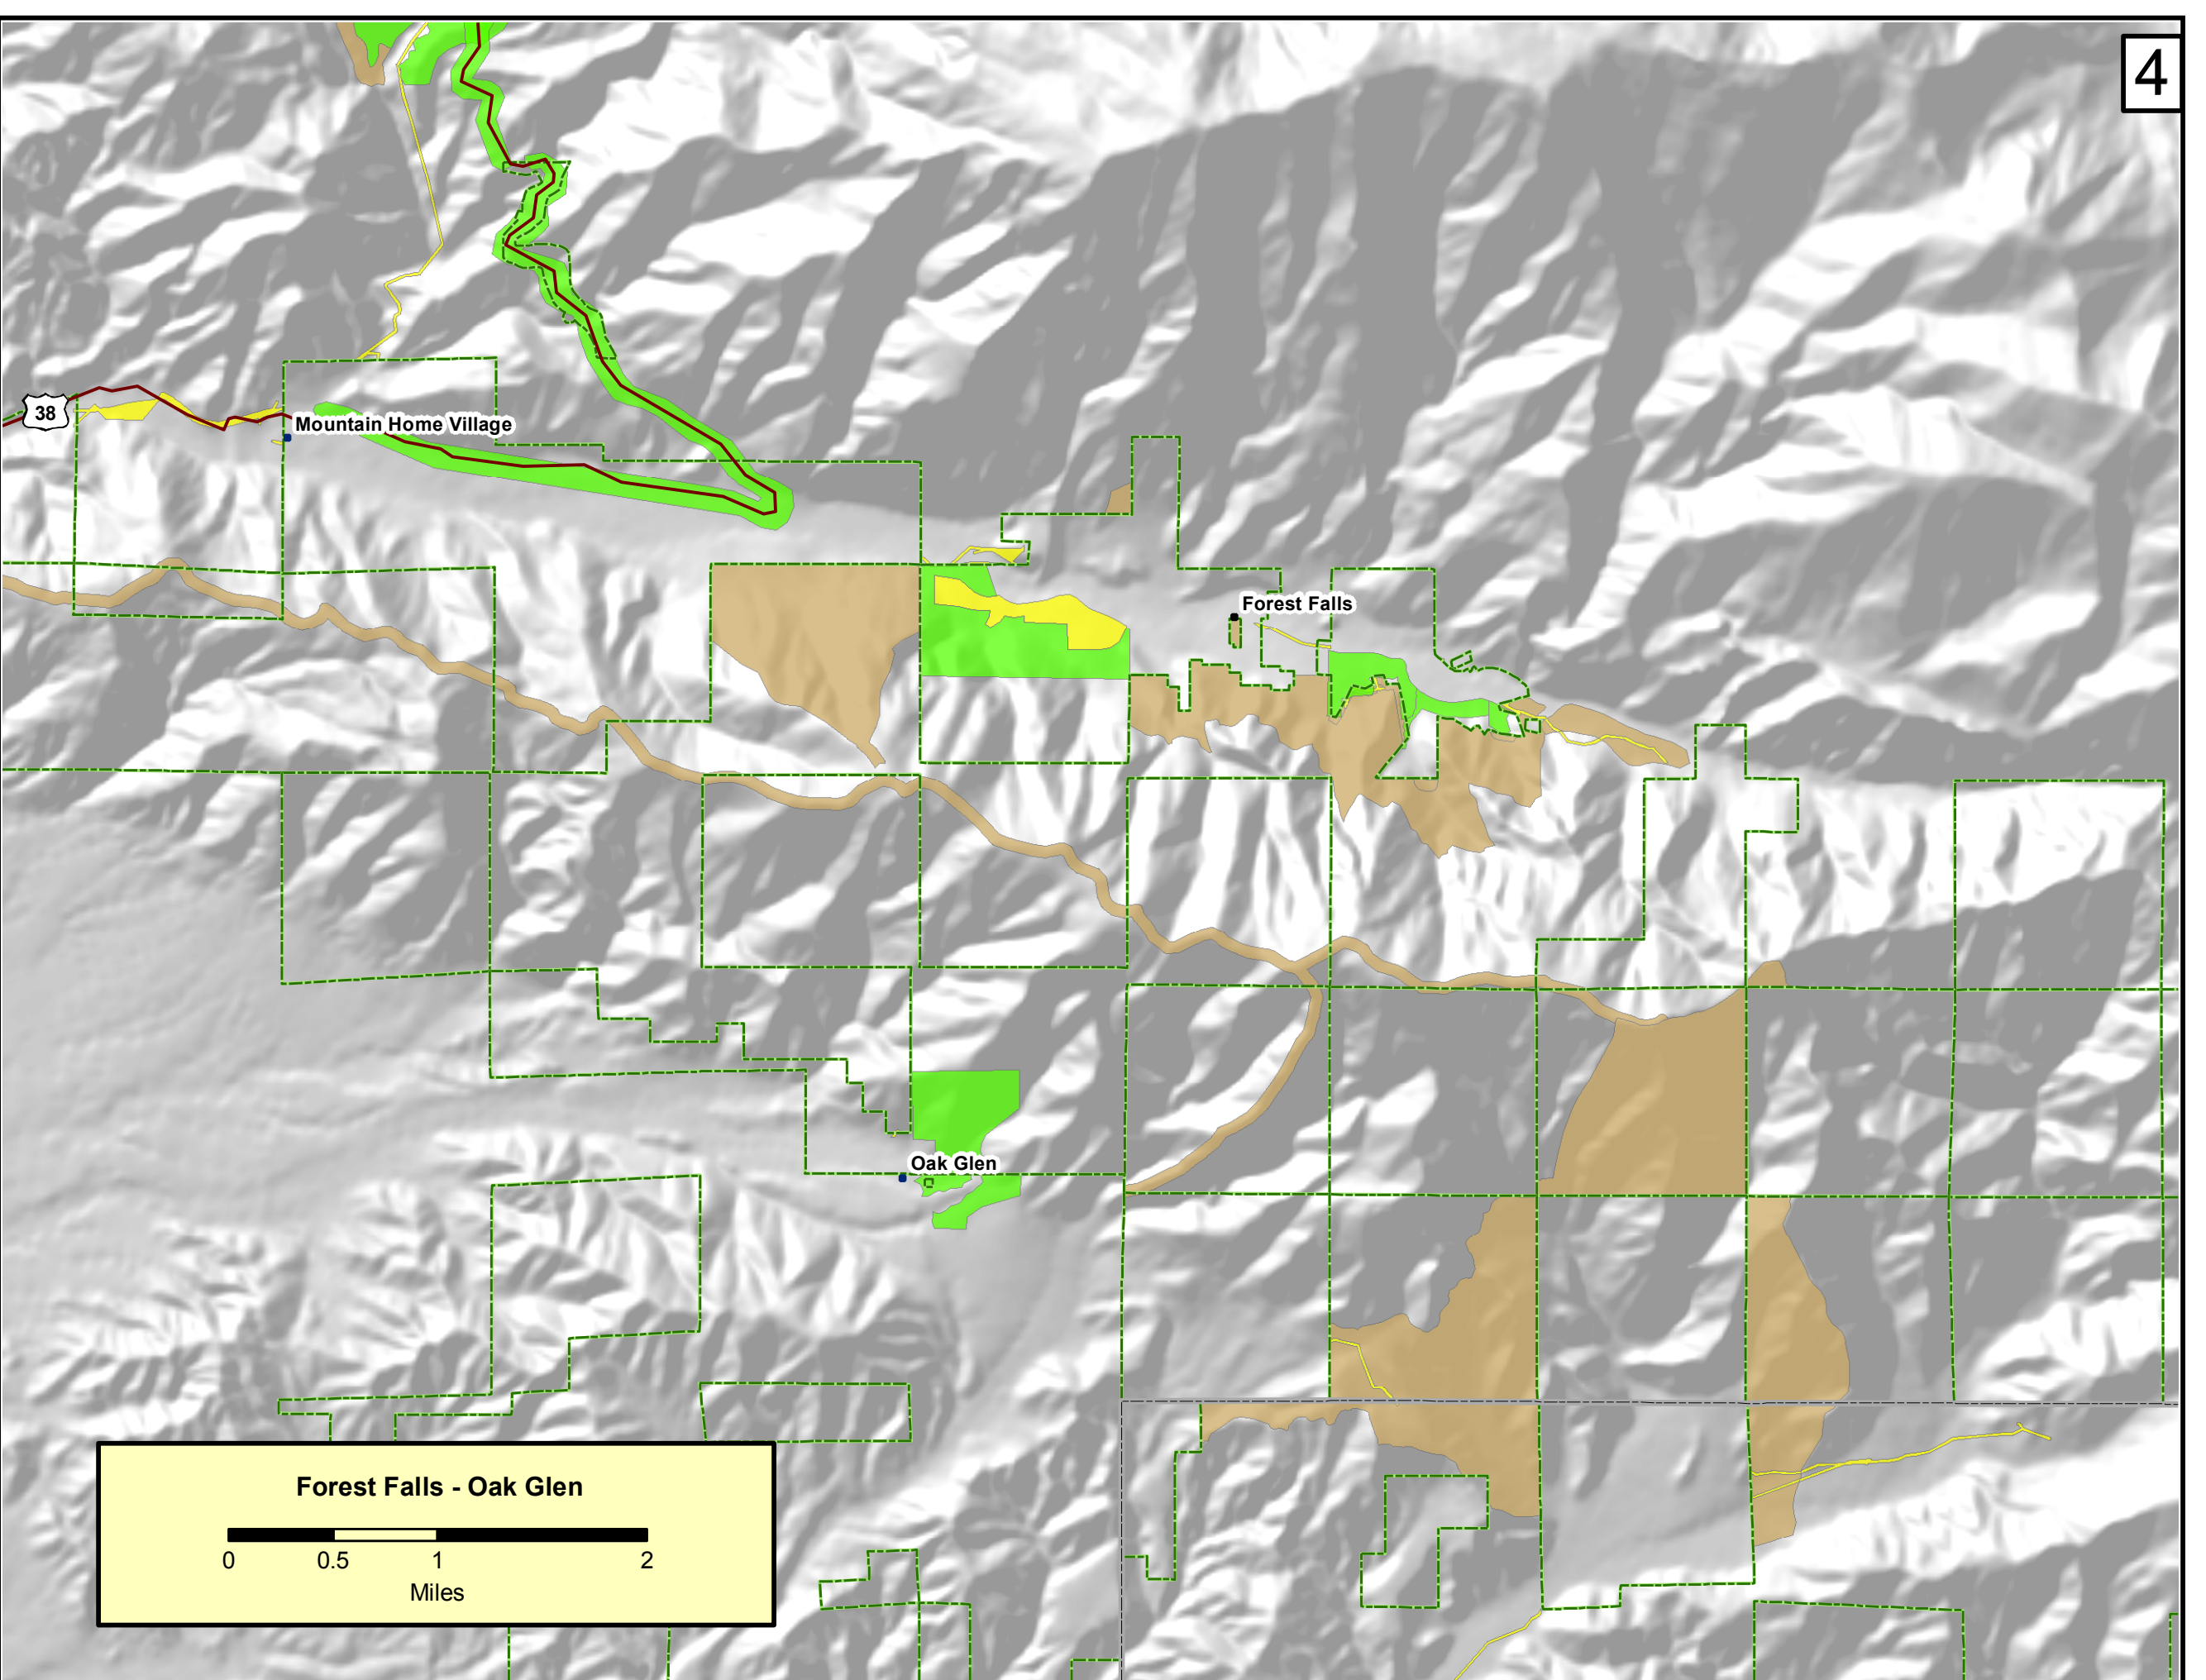 4
38
Mountain Home Village
Forest Falls
Oak Glen
Forest Falls - Oak Glen
0 0.5 1 2
Miles